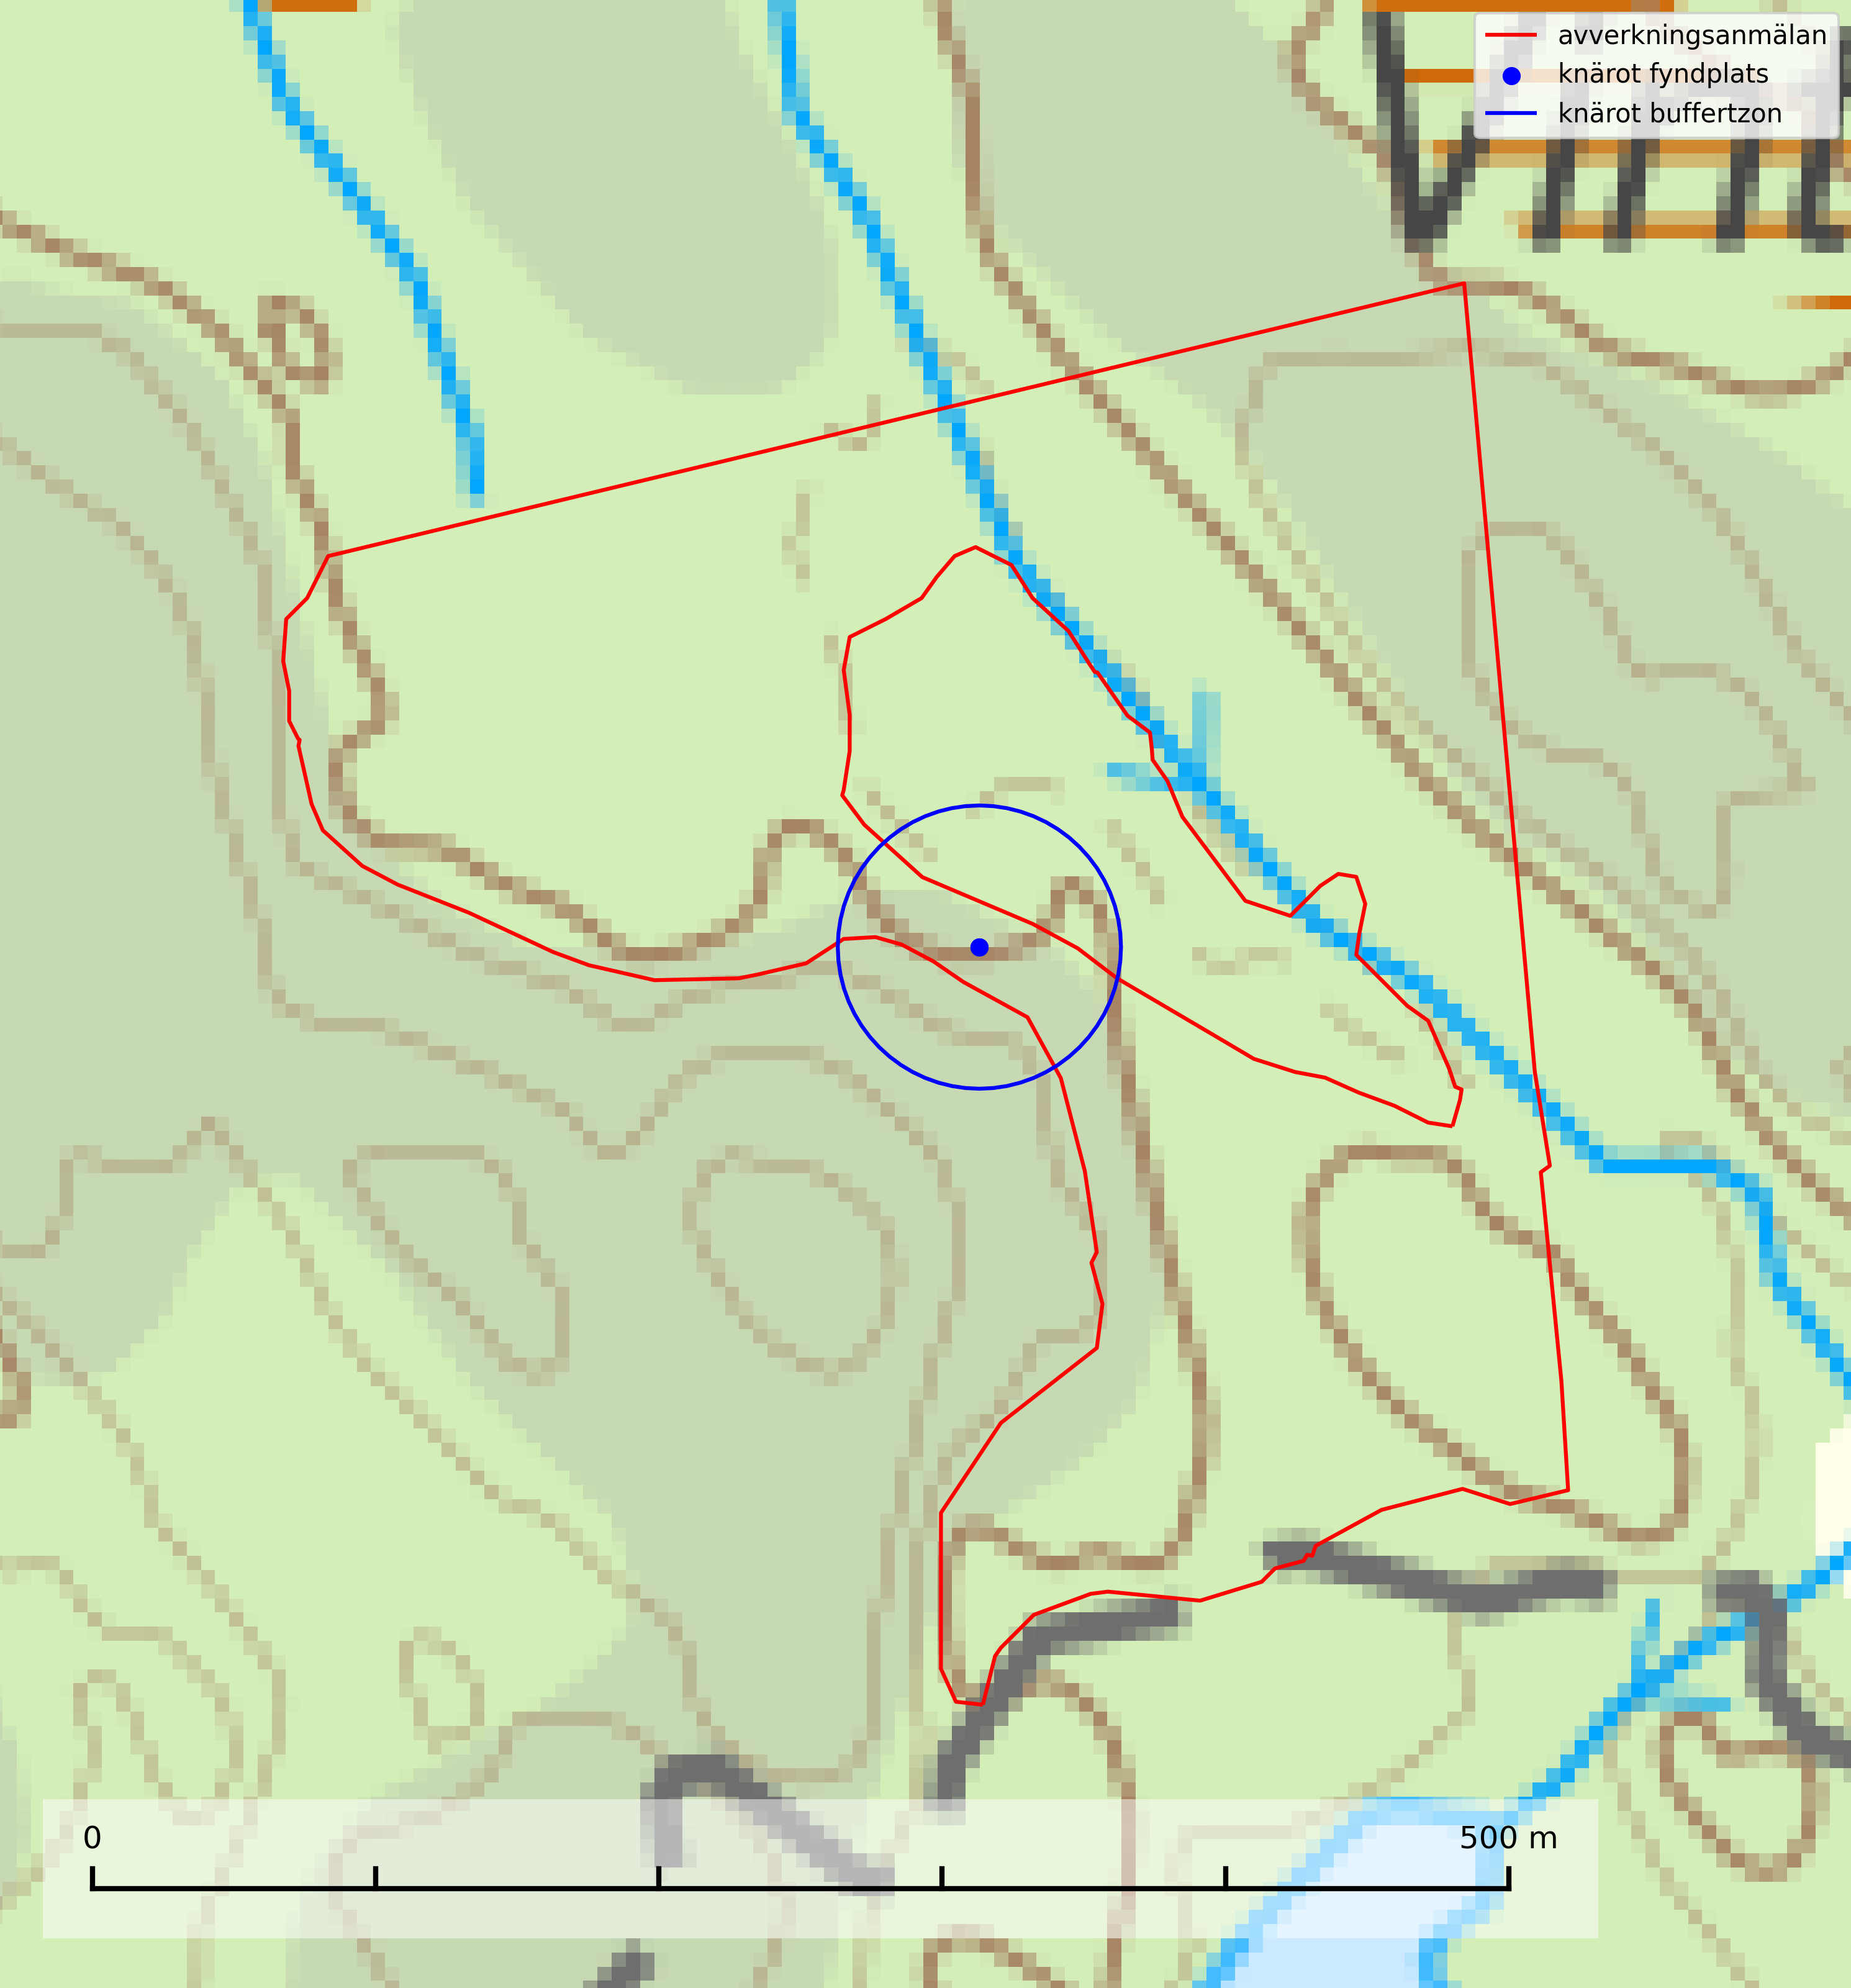 avverkningsanmälan
knärot fyndplats
knärot buffertzon
0
500 m